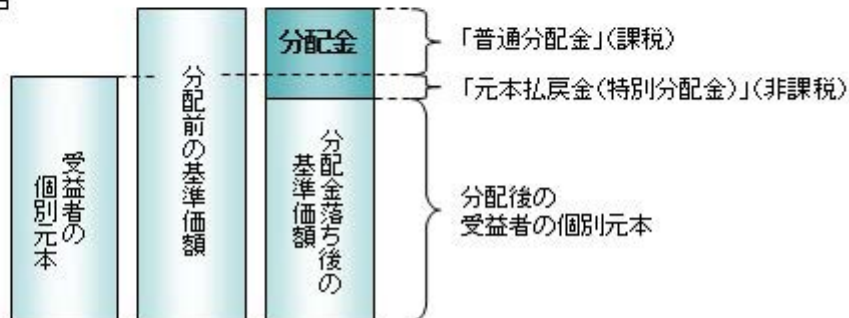 分配金
「普通分配金」(課税)
「元本払戻金(特別分配金)」(非課税)
受益者の
個別元本
分配前の基準価額
分配金落ち後の
基準価額
分配後の
受益者の個別元本